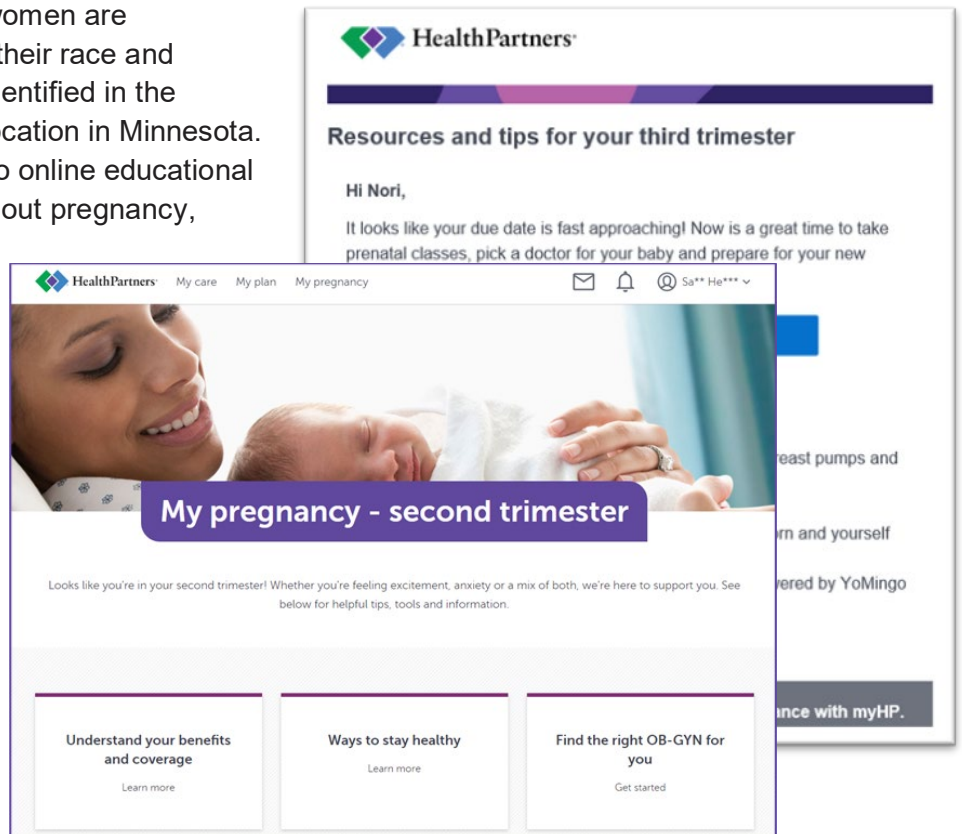 women are
their race and
entified in the
ocation in Minnesota.
o online educational
out pregnancy,
HealthPartners
Resources and tips for your third trimester
Hi Nori,
It looks like your due date is fast approaching! Now is a great time to take
prenatal classes, pick a doctor for your baby and prepare for your new
east pumps and
rn and yourself
ered by YoMingo
ance with myHP.
HealthPartners My care My plan My pregnancy Sa** He***
My pregnancy - second trimester
Looks like you're in your second trimester! Whether you're feeling excitement, anxiety or a mix of both, we're here to support you. See
below for helpful tips, tools and information.
Understand your benefits
and coverage
Learn more
Ways to stay healthy
Learn more
Find the right OB-GYN for
you
Get started